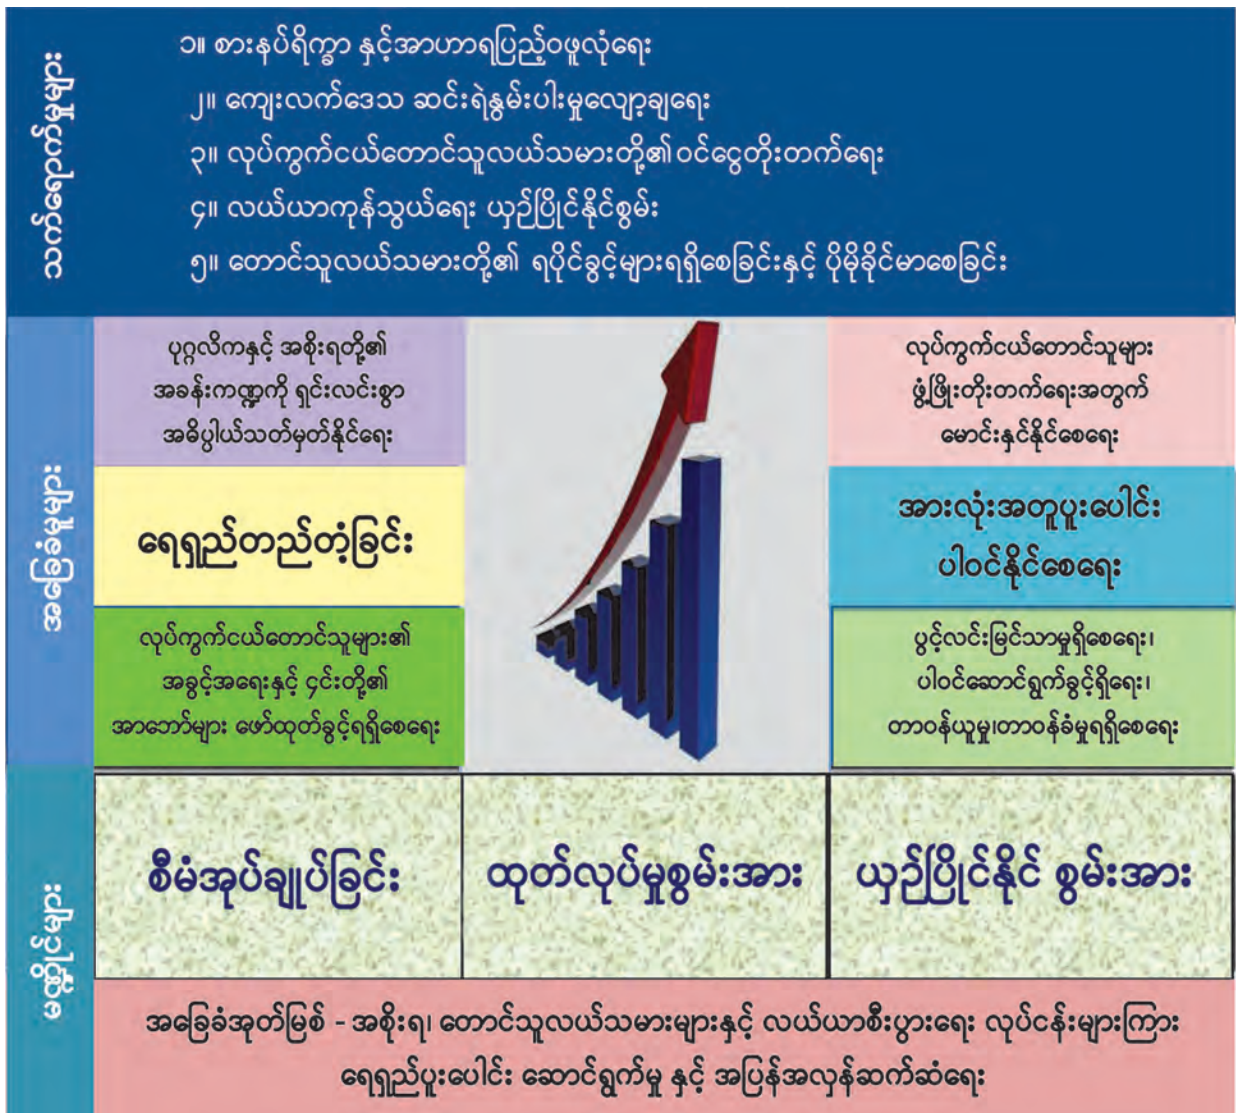 သက်ရောက်မှုများ
၁။ စားနပ်ရိက္ခာ နှင့်အာဟာရပြည့်ဝဖူလုံရေး
၂။ ကျေးလက်ဒေသ ဆင်းရဲနွမ်းပါးမှုလျော့ချရေး
၃။ လုပ်ကွက်ငယ်တောင်သူလယ်သမားတို့၏ဝင်ငွေတိုးတက်ရေး
၄။ လယ်ယာကုန်သွယ်ရေး ယှဉ်ပြိုင်နိုင်စွမ်း
၅။ တောင်သူလယ်သမားတို့၏ ရပိုင်ခွင့်များရရှိစေခြင်းနှင့် ပိုမိုခိုင်မာစေခြင်း
အခြေခံမူများ
ပုဂ္ဂလိကနှင့် အစိုးရတို့၏
အခန်းကဏ္ဍကို ရှင်းလင်းစွာ
အဓိပ္ပါယ်သတ်မှတ်နိုင်ရေး
လုပ်ကွက်ငယ်တောင်သူများ
ဖွံ့ဖြိုးတိုးတက်ရေးအတွက်
မောင်းနှင်နိုင်စေရေး
ရေရှည်တည်တံ့ခြင်း
အားလုံးအတူပူးပေါင်း
ပါဝင်နိုင်စေရေး
လုပ်ကွက်ငယ်တောင်သူများ၏
အခွင့်အရေးနှင့် ၄င်းတို့၏
အာဘော်များ ဖော်ထုတ်ခွင့်ရရှိစေရေး
ပွင့်လင်းမြင်သာမှုရှိစေရေး၊
ပါဝင်ဆောင်ရွက်ခွင့်ရှိရေး၊
တာဝန်ယူမှု၊တာဝန်ခံမှုရရှိစေရေး
မဏ္ဍိုင်များ
စီမံအုပ်ချုပ်ခြင်း
ထုတ်လုပ်မှုစွမ်းအား
ယှဉ်ပြိုင်နိုင် စွမ်းအား
အခြေခံအုတ်မြစ် - အစိုးရ၊ တောင်သူလယ်သမားများနှင့် လယ်ယာစီးပွားရေး လုပ်ငန်းများကြား
ရေရှည်ပူးပေါင်း ဆောင်ရွက်မှု နှင့် အပြန်အလှန်ဆက်ဆံရေး